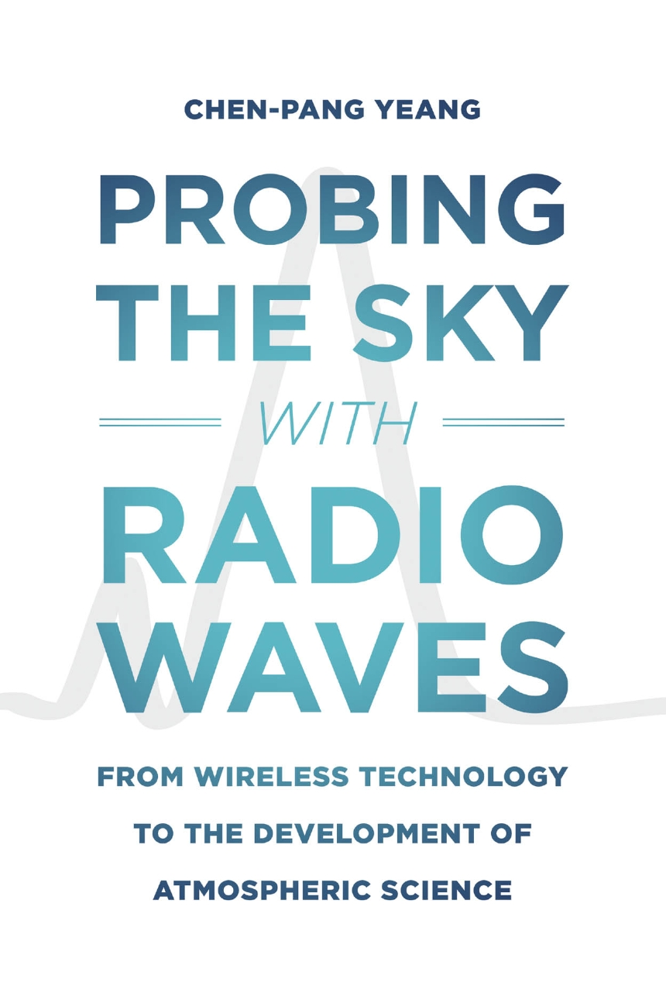 CHEN-PANG YEANG
PROBING
THE SKY
WITH
RADIO
WAVES
FROM WIRELESS TECHNOLOGY
TO THE DEVELOPMENT OF
ATMOSPHERIC SCIENCE